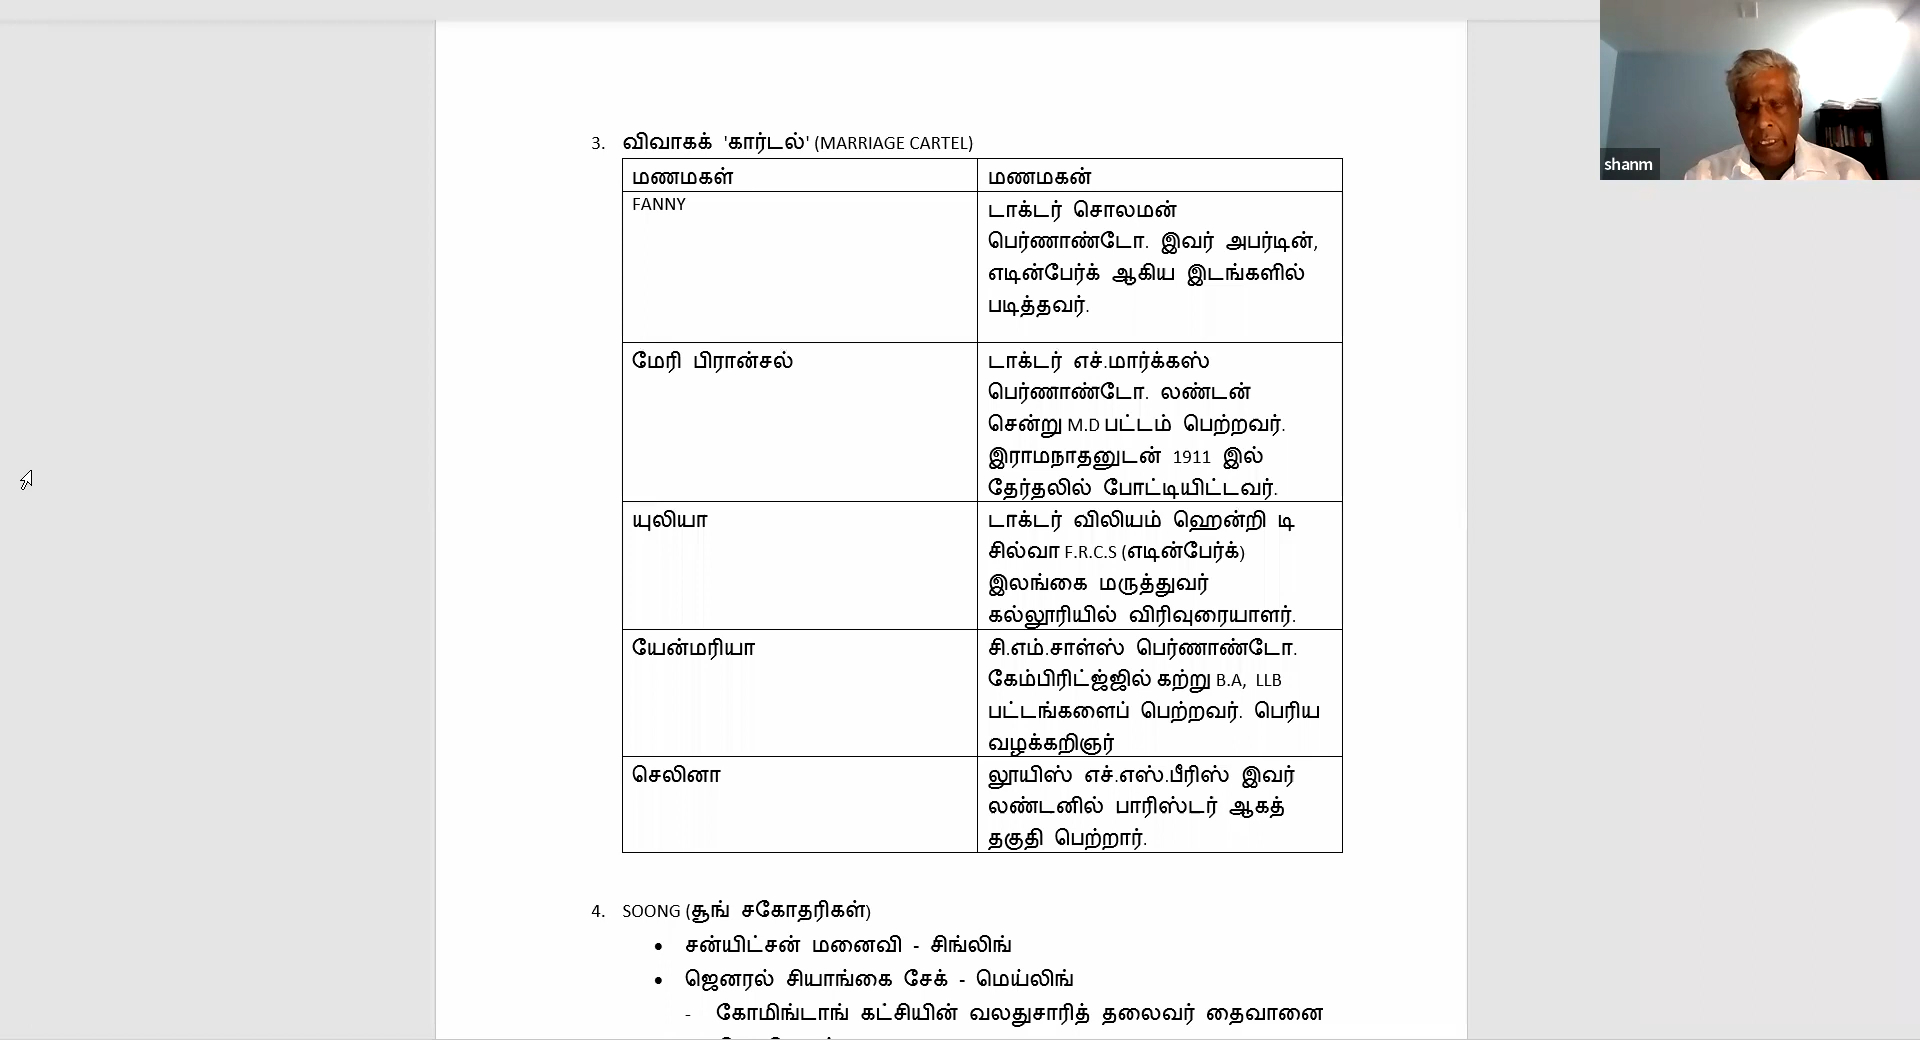 shanm
3. விவாகக் 'கார்டல்' (MARRIAGE CARTEL)
மணமகள்
மணமகன்
FANNY
டாக்டர் சொலமன்
பெர்ணாண்டோ. இவர் அபர்டின்,
எடின்பேர்க் ஆகிய இடங்களில்
படித்தவர்.
மேரி பிரான்சல்
டாக்டர் எச்.மார்க்கஸ்
பெர்ணாண்டோ. லண்டன்
சென்று M.D பட்டம் பெற்றவர்.
இராமநாதனுடன் 1911 இல்
தேர்தலில் போட்டியிட்டவர்.
யுலியா
டாக்டர் விலியம் ஹென்றி டி
சில்வா F.R.C.S (எடின்பேர்க்)
இலங்கை மருத்துவர்
கல்லூரியில் விரிவுரையாளர்.
யேன்மரியா
சி.எம்.சாள்ஸ் பெர்ணாண்டோ.
கேம்பிரிட்ஜ்ஜில் கற்று B.A, LLB
பட்டங்களைப் பெற்றவர். பெரிய
வழக்கறிஞர்
செலினா
லூயிஸ் எச்.எஸ்.பீரிஸ் இவர்
லண்டனில் பாரிஸ்டர் ஆகத்
தகுதி பெற்றார்.
4. SOONG (சூங் சகோதரிகள்)
• சன்யிட்சன் மனைவி - சிங்லிங்
• ஜெனரல் சியாங்கை சேக் - மெய்லிங்
- கோமிங்டாங் கட்சியின் வலதுசாரித் தலைவர் தைவானை